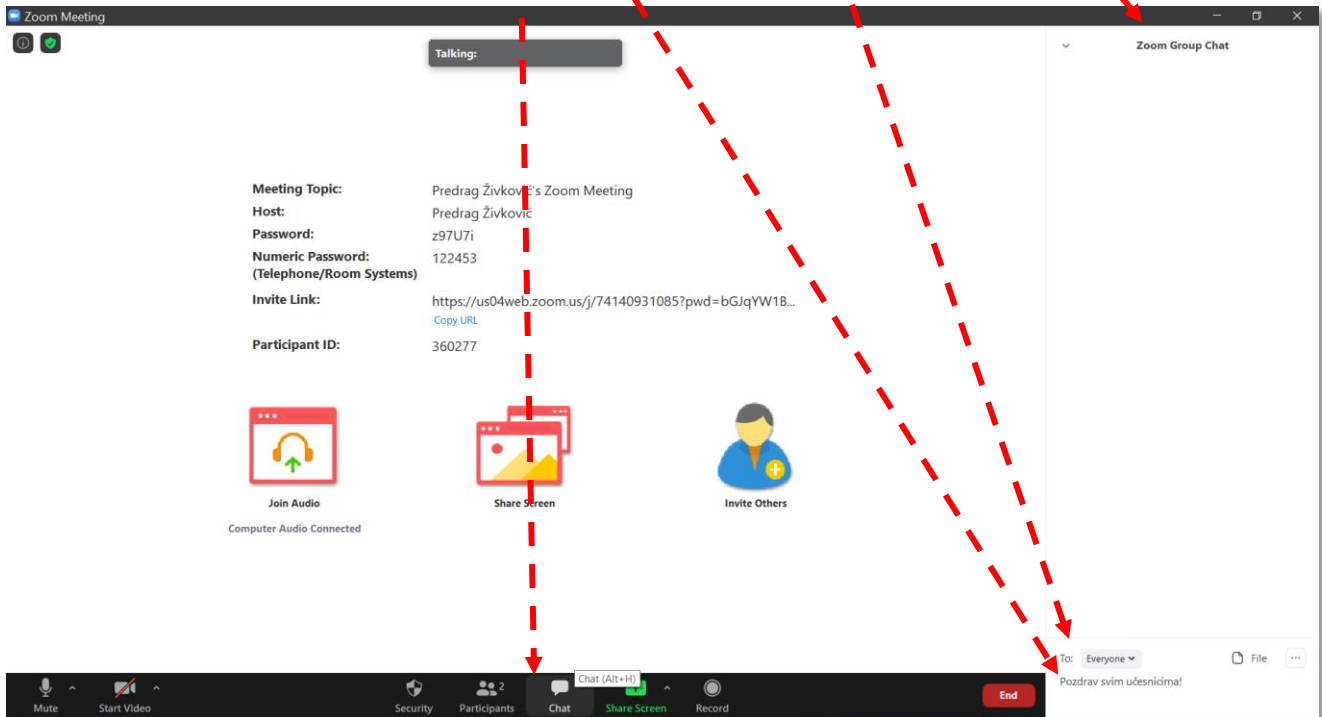 Zoom Meeting
Talking:
Zoom Group Chat
Meeting Topic: Predrag Živković's Zoom Meeting
Host: Predrag Živković
Password: z97U7i
Numeric Password: 122453
(Telephone/Room Systems)
Invite Link: https://us04web.zoom.us/j/74140931085?pwd=bGJqYW1B...
Copy URL
Participant ID: 360277
Join Audio
Share Screen
Invite Others
Computer Audio Connected
To: Everyone
File
Pozdrav svim učesnicima!
Chat (Alt+H)
2
Mute
Start Video
Security
Participants
Chat
Share Screen
Record
End